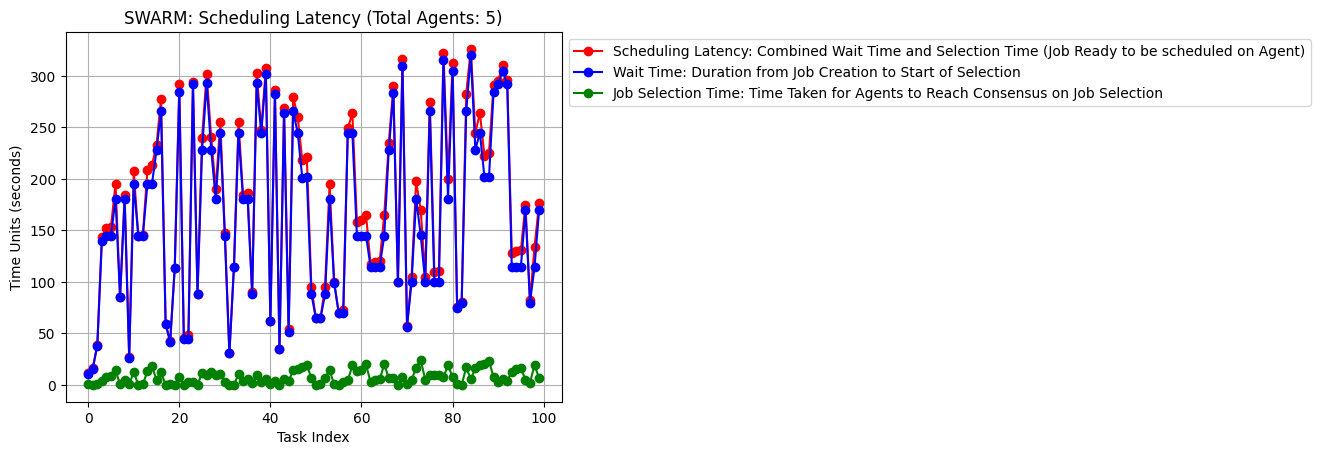 SWARM: Scheduling Latency (Total Agents: 5)
Scheduling Latency: Combined Wait Time and Selection Time (Job Ready to be scheduled on Agent)
Wait Time: Duration from Job Creation to Start of Selection
Job Selection Time: Time Taken for Agents to Reach Consensus on Job Selection
Time Units (seconds)
300
250
200
150
100
50
0
0 20 40 60 80 100
Task Index